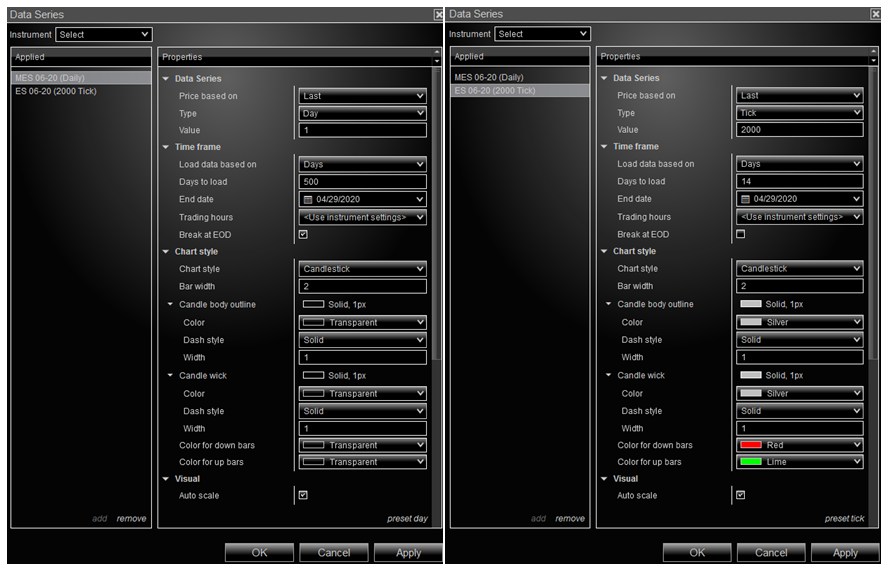 Data Series
Instrument Select
Applied
MES 06-20 (Daily)
ES 06-20 (2000 Tick)
add remove
Properties
Data Series
Price based on Last
Type Day
Value 1
Time frame
Load data based on Days
Days to load 500
End date 04/29/2020
Trading hours <Use instrument settings>
Break at EOD
Chart style
Chart style Candlestick
Bar width 2
Candle body outline Solid, 1px
Color Transparent
Dash style Solid
Width 1
Candle wick Solid, 1px
Color Transparent
Dash style Solid
Width 1
Color for down bars Transparent
Color for up bars Transparent
Visual
Auto scale
preset day
OK Cancel Apply
Data Series
Instrument Select
Applied
MES 06-20 (Daily)
ES 06-20 (2000 Tick)
add remove
Properties
Data Series
Price based on Last
Type Tick
Value 2000
Time frame
Load data based on Days
Days to load 14
End date 04/29/2020
Trading hours <Use instrument settings>
Break at EOD
Chart style
Chart style Candlestick
Bar width 2
Candle body outline Solid, 1px
Color Silver
Dash style Solid
Width 1
Candle wick Solid, 1px
Color Silver
Dash style Solid
Width 1
Color for down bars Red
Color for up bars Lime
Visual
Auto scale
preset tick
OK Cancel Apply